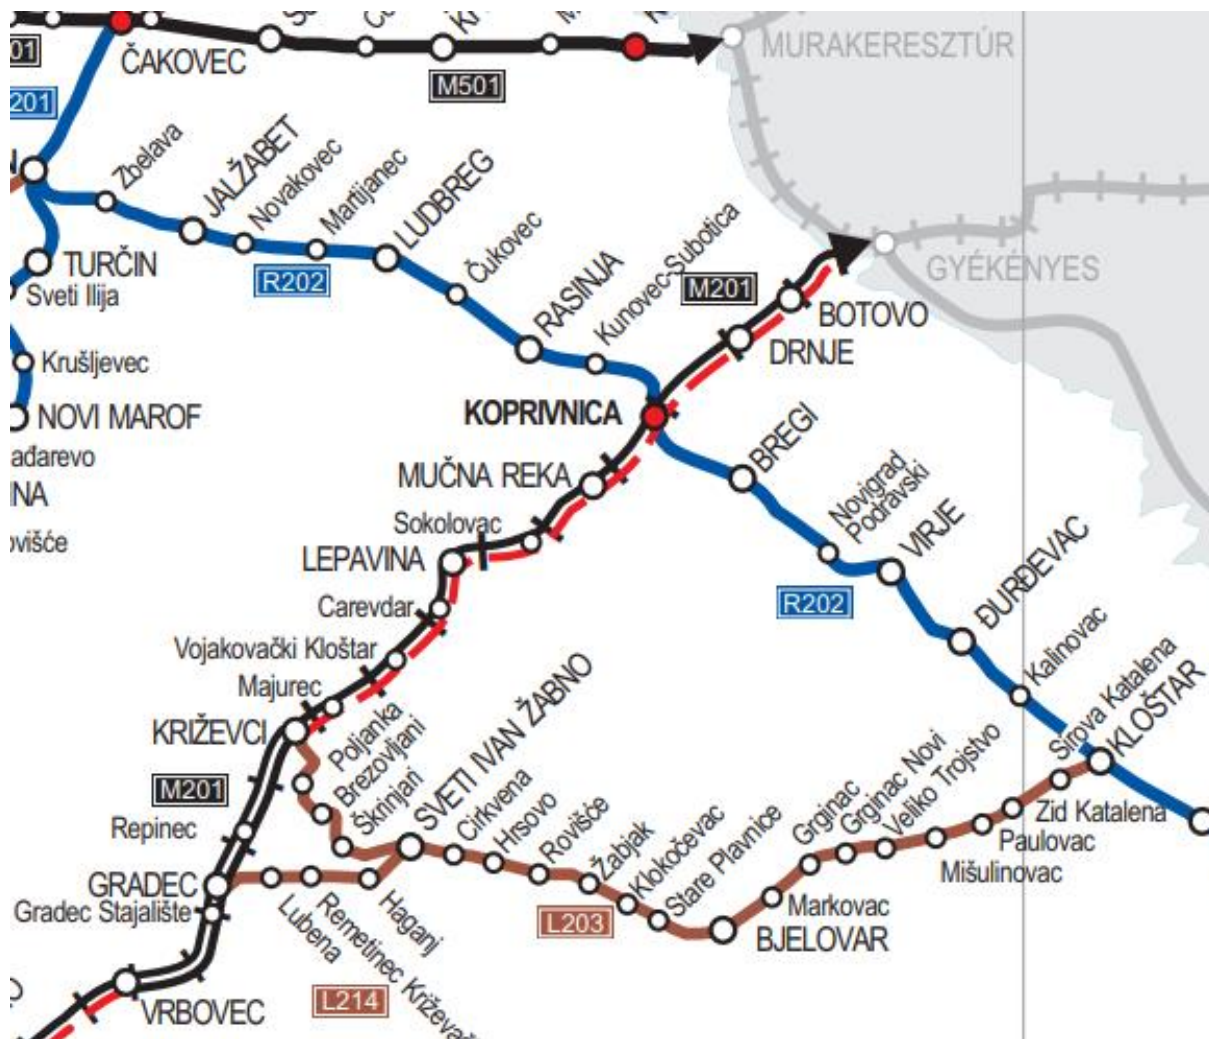 ČAKOVEC
M501
MURAKERESZTÚR
Zbelava
JALŽABET
Novakovec
Martijanec
LUDBREG
Čukovec
RASINJA
Kunovec-Subotica
R202
M201
GYÉKÉNYES
BOTOVO
DRNJE
TURČIN
Sveti Ilija
Krušljevec
NOVI MAROF
KOPRIVNICA
MUČNA REKA
BREGI
Novigrad
Podravski
VIRJE
R202
ĐURĐEVAC
Kalinovac
Sokolovac
LEPAVINA
Carevdar
Vojakovački Kloštar
Majurec
KRIŽEVCI
M201
Repinec
GRADEC
Gradec Stajalište
VRBOVEC
Poljanka
Brezovljani
Škrinjari
SVETI IVAN ŽABNO
Cirkvena
Hrsovo
Rovišće
Žabjak
Klokočevac
Stare Plavnice
L203
BJELOVAR
Markovac
Grginac
Grginac Novi
Veliko Trojstvo
Mišulinovac
Paulovac
Zid Katalena
Sirova Katalena
KLOŠTAR
Lubena
Remetinec Križevač
Haganj
L214